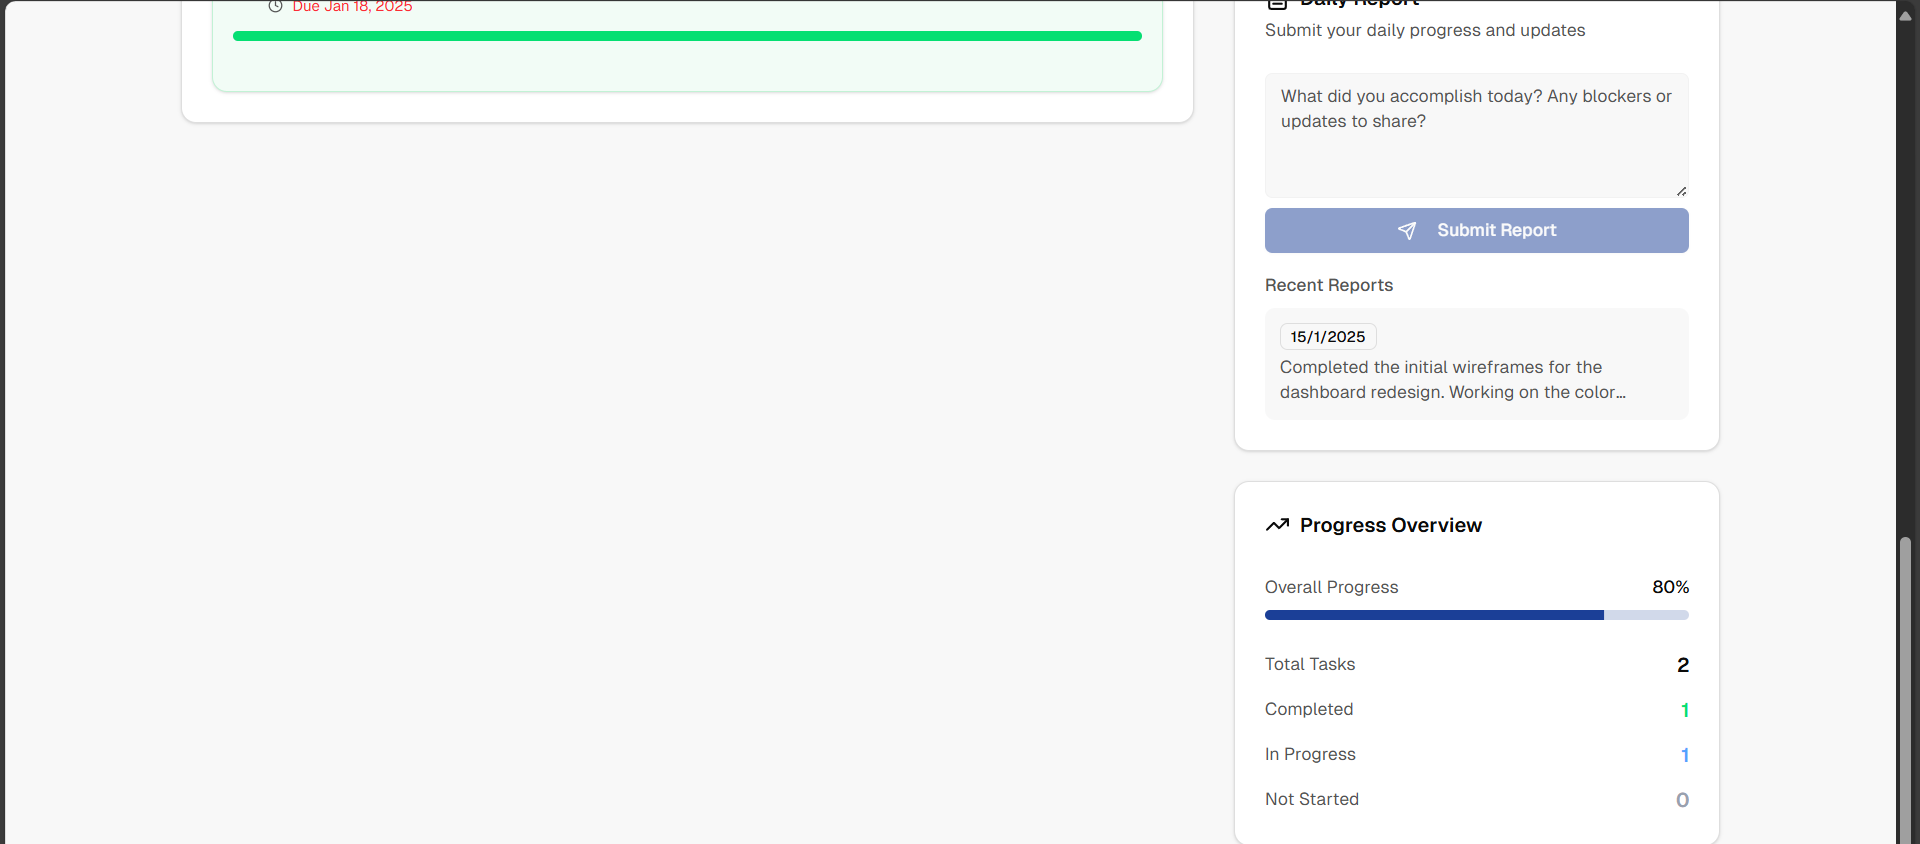 Due Jan 18, 2025
Daily Report
Submit your daily progress and updates
What did you accomplish today? Any blockers or
updates to share?
Submit Report
Recent Reports
15/1/2025
Completed the initial wireframes for the
dashboard redesign. Working on the color...
Progress Overview
Overall Progress 80%
Total Tasks 2
Completed 1
In Progress 1
Not Started 0